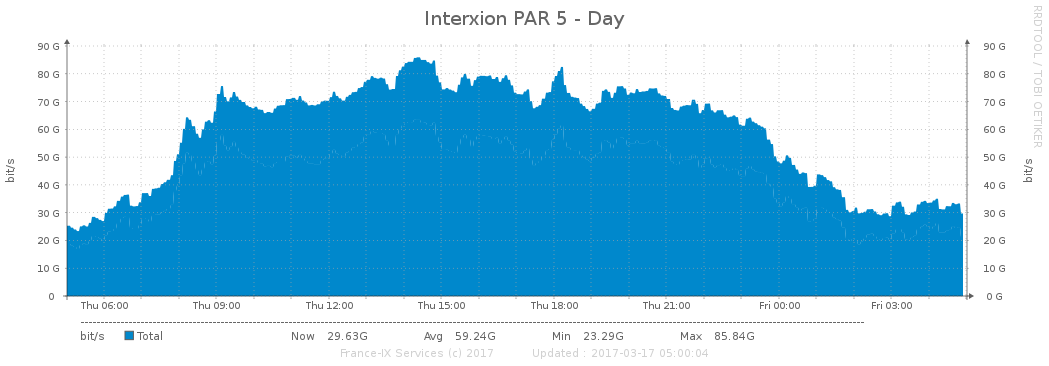 Interxion PAR 5 - Day
RRDTOOL / TOBI OETIKER
90 G
90 G
80 G
80 G
70 G
70 G
60 G
60 G
50 G
50 G
40 G
40 G
30 G
30 G
20 G
20 G
10 G
10 G
0
0 G
bit/s
bit/s
Thu 06:00 Thu 09:00 Thu 12:00 Thu 15:00 Thu 18:00 Thu 21:00 Fri 00:00 Fri 03:00
bit/s Total Now 29.63G Avg 59.24G Min 23.29G Max 85.84G
France-IX Services (c) 2017 Updated : 2017-03-17 05:00:04